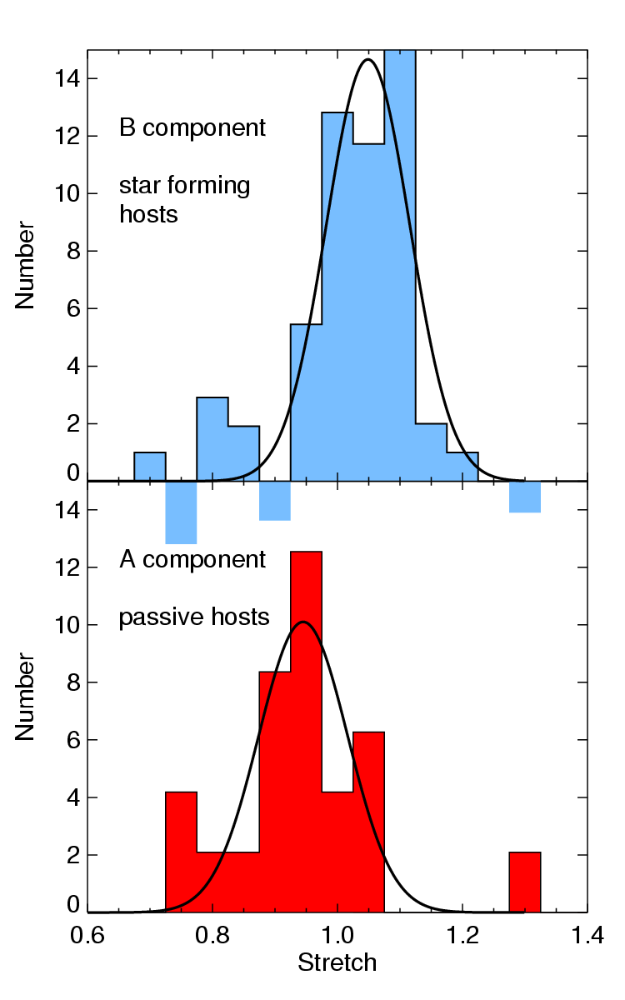 14
B component
12
star forming
10
hosts
8
Number
6
4
2
0
14
A component
12
passive hosts
10
8
Number
6
4
2
0
0.6 0.8 1.0 1.2 1.4
Stretch